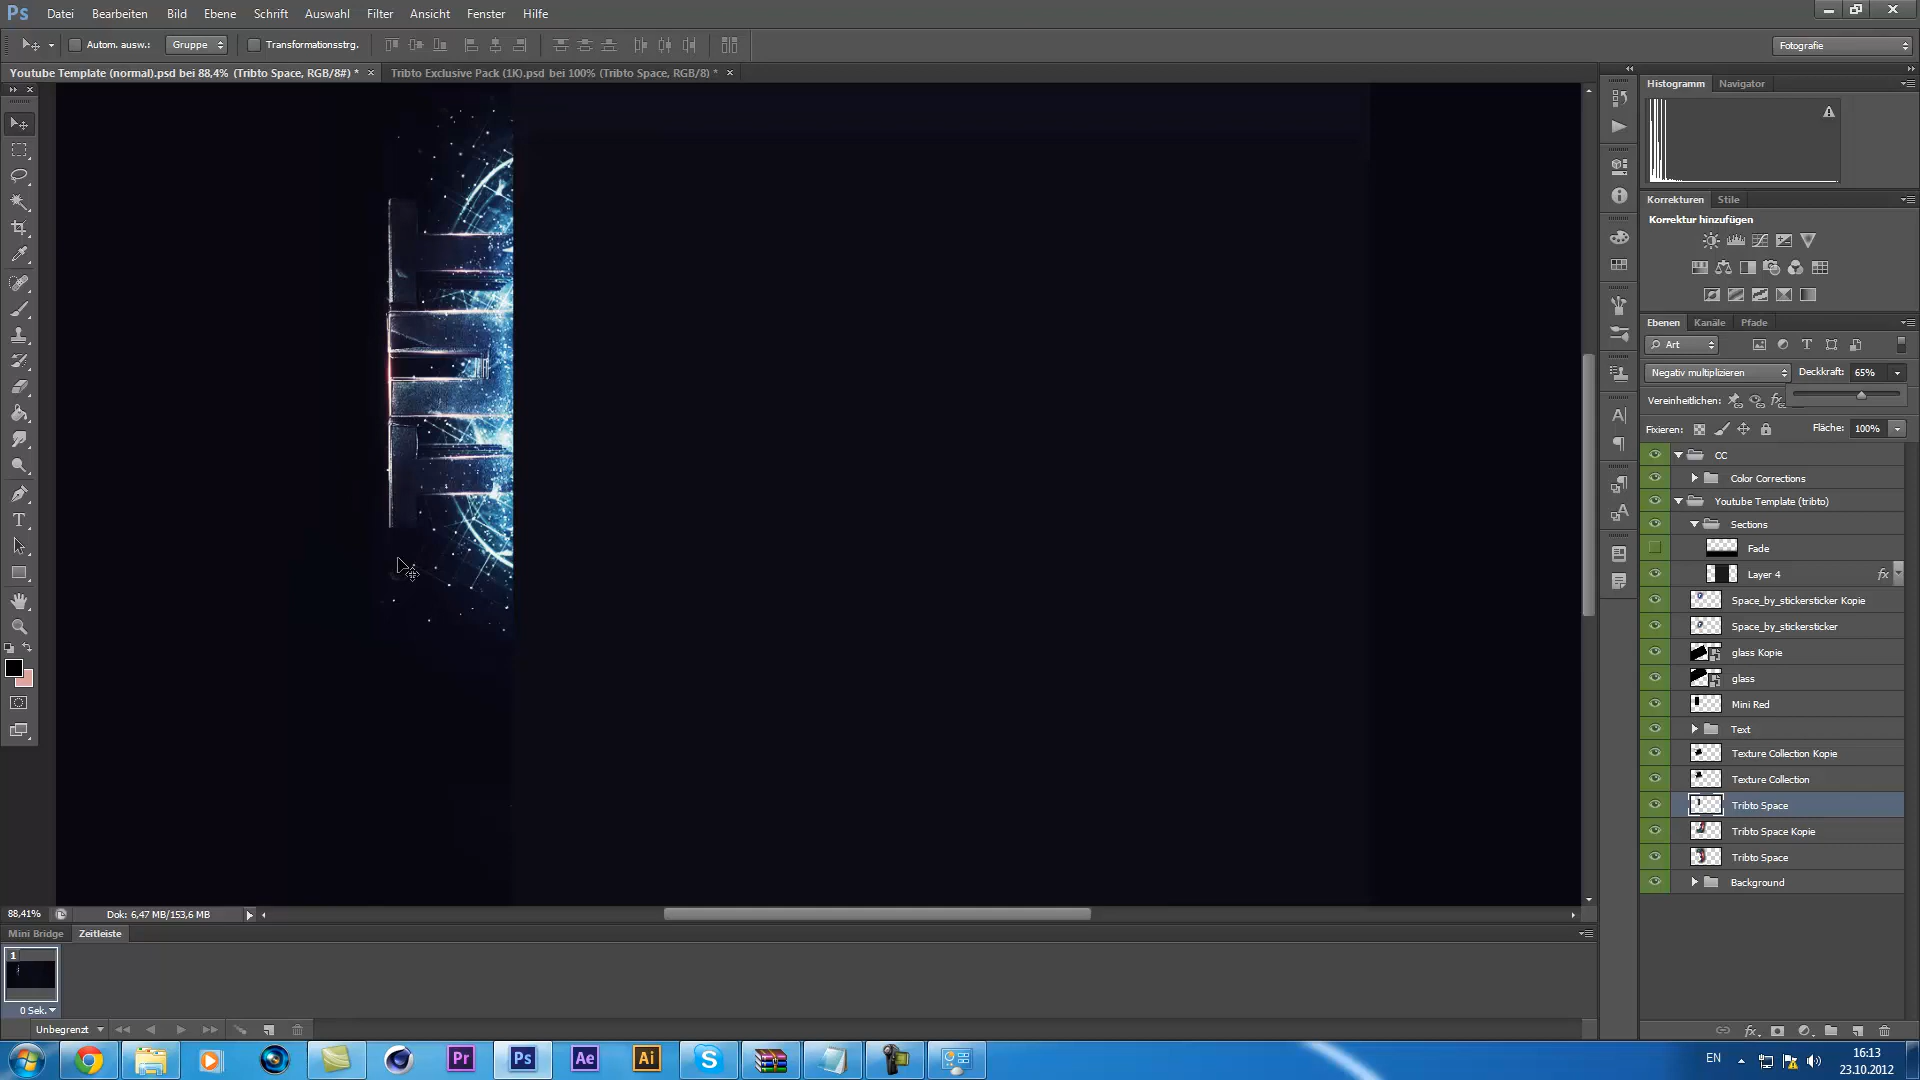 Ps Datei Bearbeiten Bild Ebene Schrift Auswahl Filter Ansicht Fenster Hilfe
Autom. ausw.: Gruppe Transformationsstrg. Fotografie
Youtube Template (normal).psd bei 88,4% (Tribto Space, RGB/8#) * × Tribto Exclusive Pack (1K).psd bei 100% (Tribto Space, RGB/8) * ×
Histogramm Navigator
Korrekturen Stile
Korrektur hinzufügen
Ebenen Kanäle Pfade
Art
Negativ multiplizieren Deckkraft: 65%
Vereinheitlichen:
Fixieren: Fläche: 100%
CC
Color Corrections
Youtube Template (tribto)
Sections
Fade
Layer 4 fx
Space_by_stickersticker Kopie
Space_by_stickersticker
glass Kopie
glass
Mini Red
Text
Texture Collection Kopie
Texture Collection
Tribto Space
Tribto Space Kopie
Tribto Space
Background
88,41% Dok: 6,47 MB/153,6 MB
Mini Bridge Zeitleiste
1
0 Sek.
Unbegrenzt
fx
Pr Ps Ae Ai
EN 16:13
23.10.2012